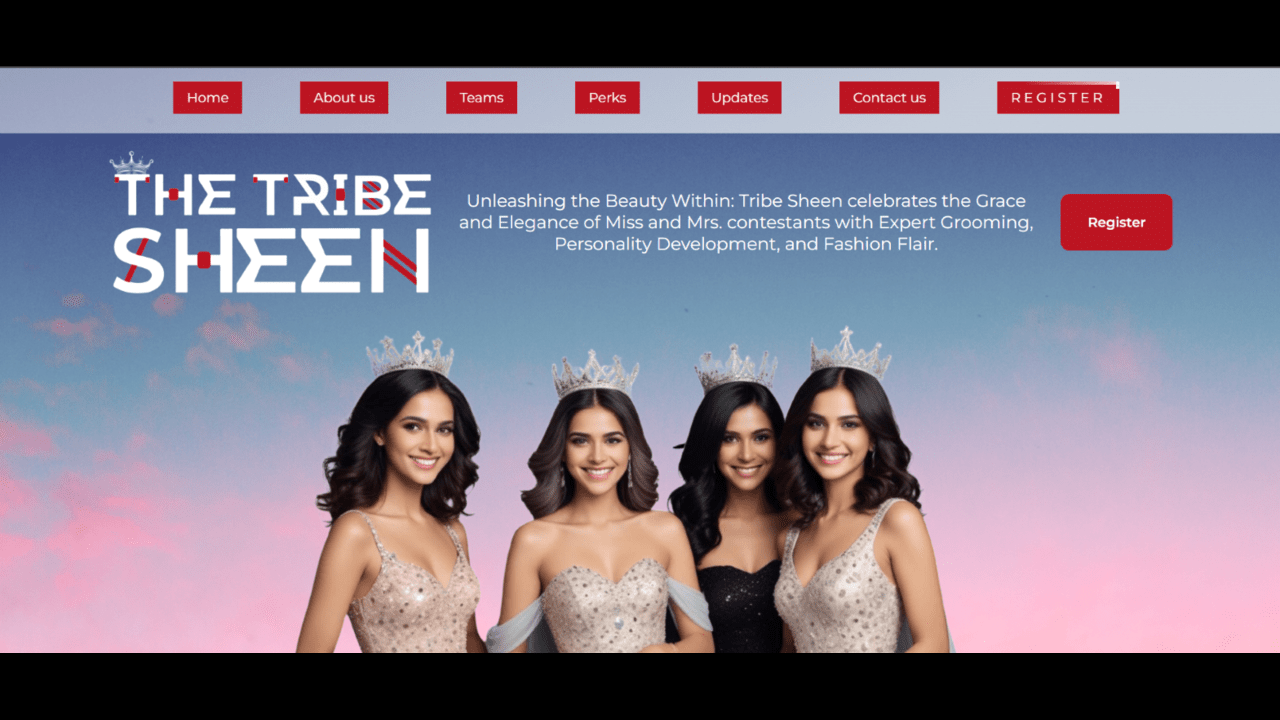 Home About us Teams Perks Updates Contact us REGISTER
THE TRIBE
SHEEN
Unleashing the Beauty Within: Tribe Sheen celebrates the Grace
and Elegance of Miss and Mrs. contestants with Expert Grooming,
Personality Development, and Fashion Flair.
Register